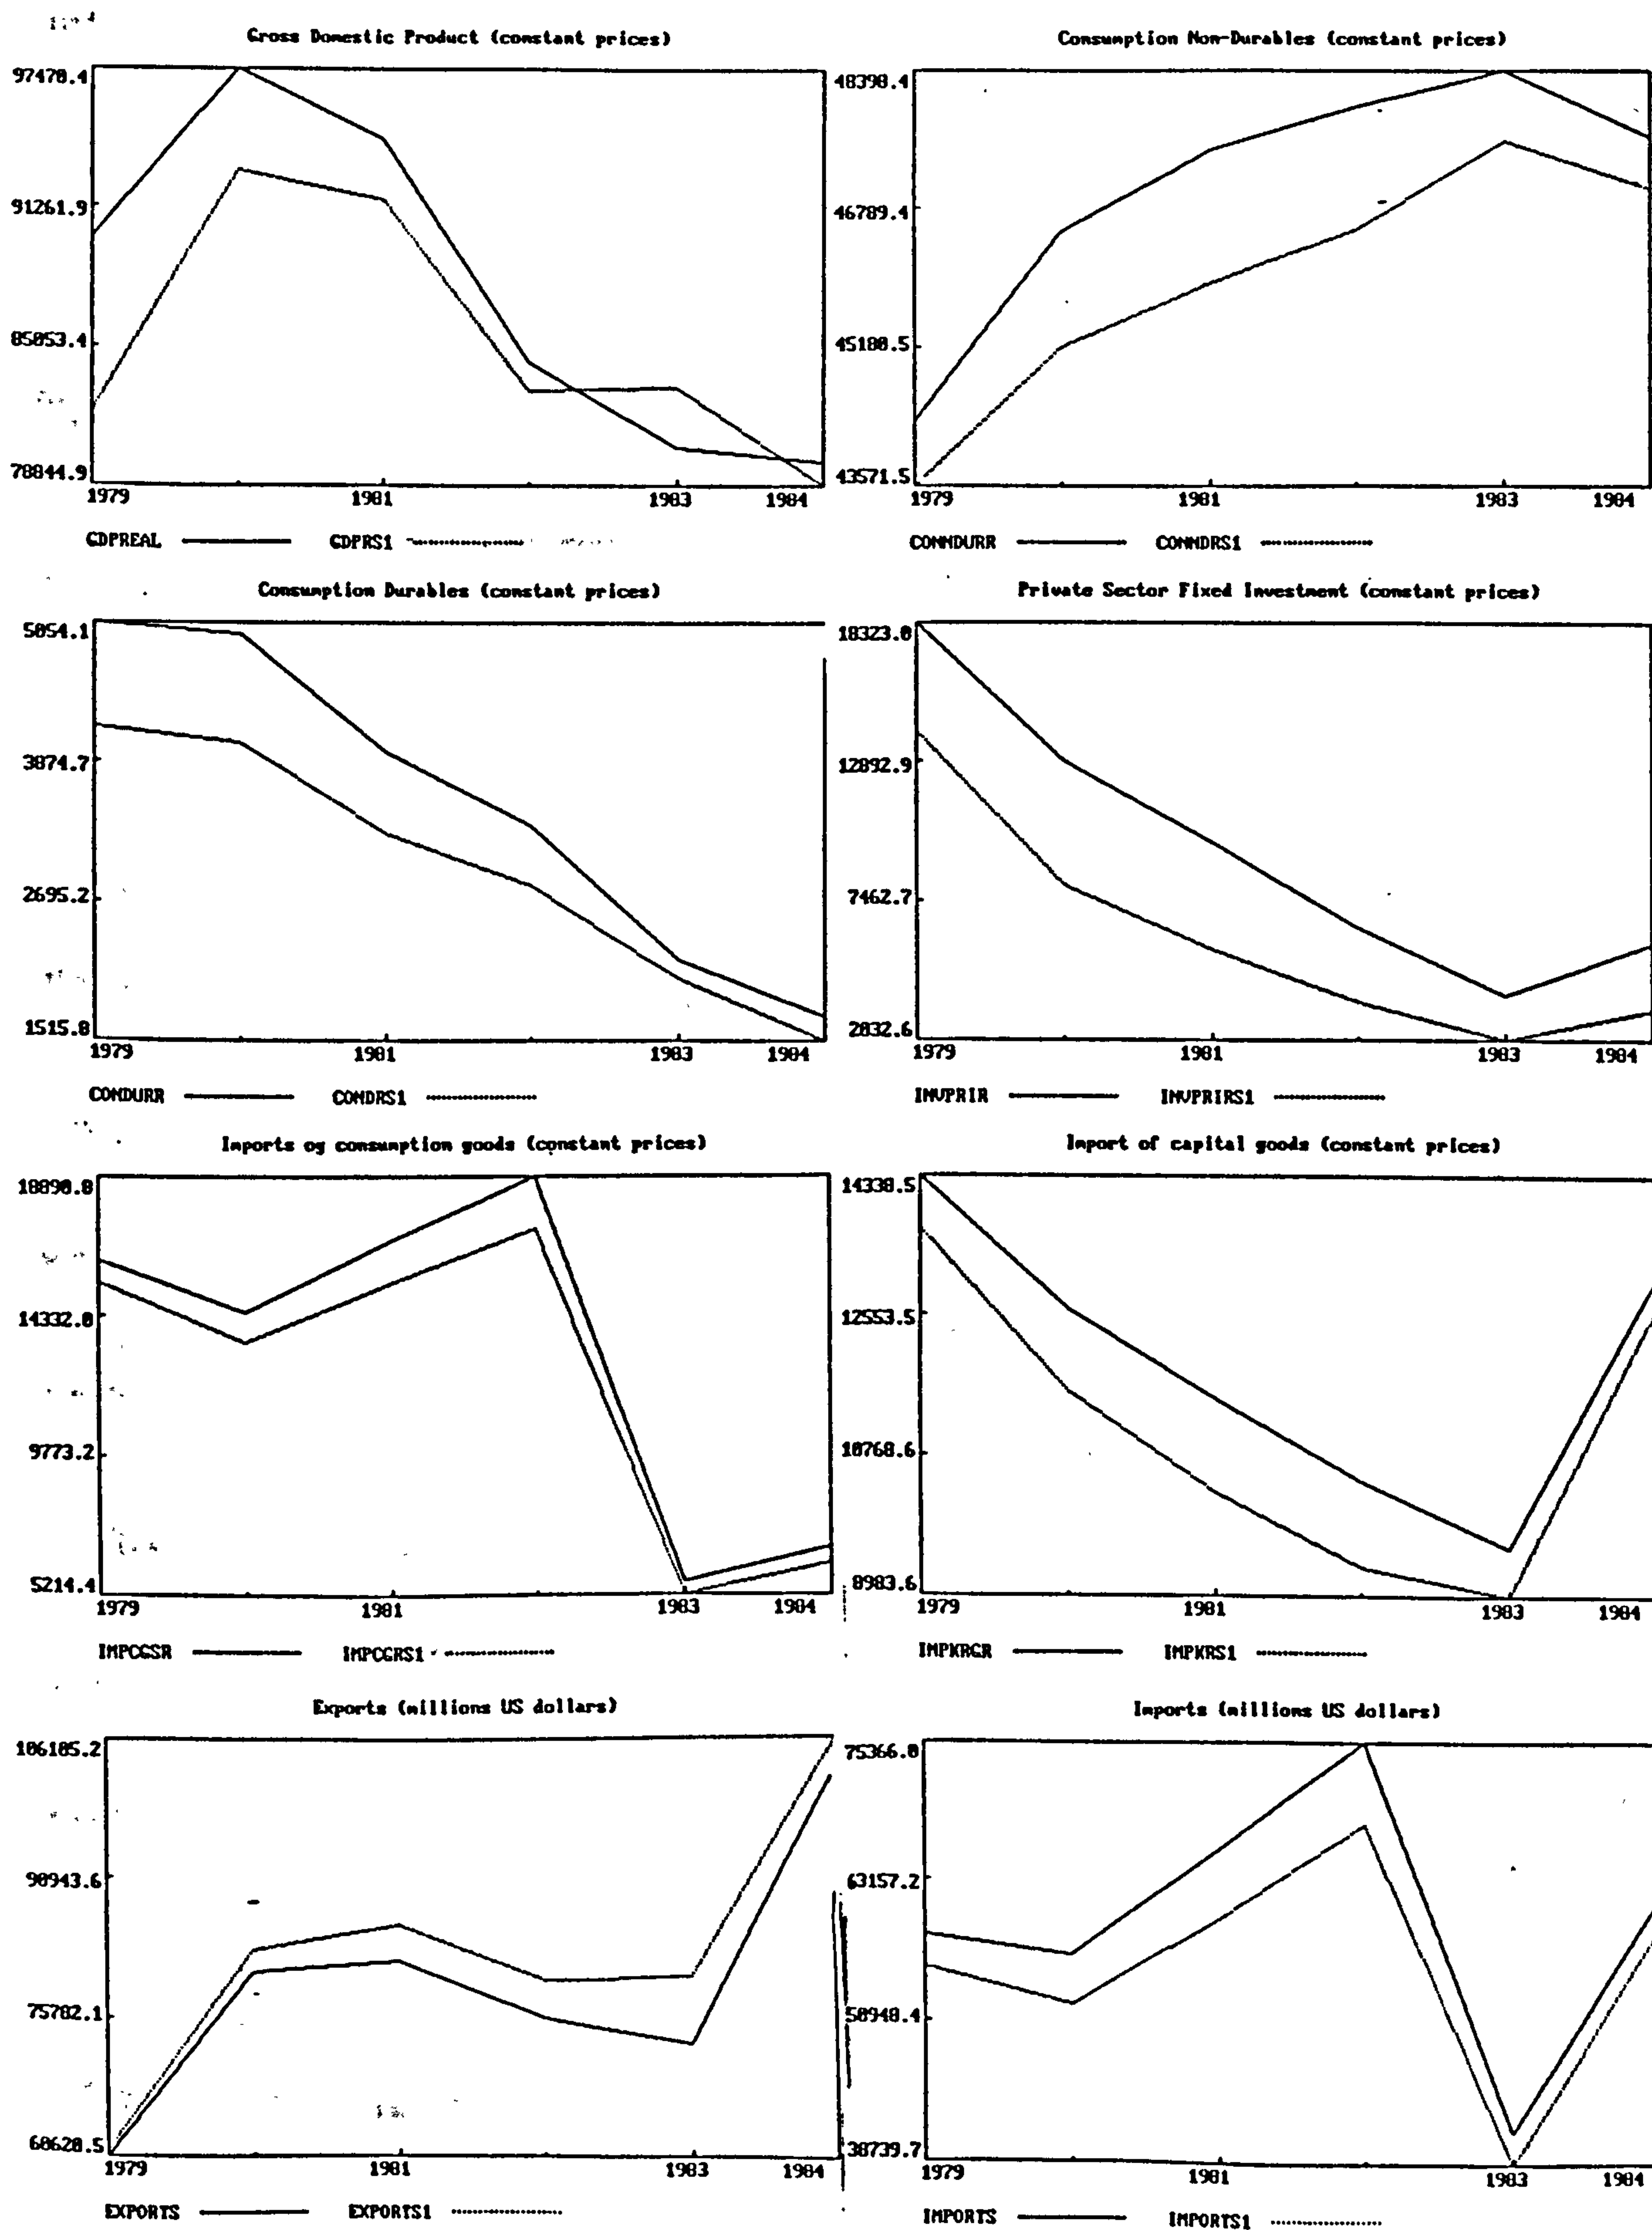 Gross Domestic Product (constant prices)
97470.4
91261.9
85053.4
78844.9
1979 1981 1983 1984
GDPREAL GDPRS1
Consumption Non-Durables (constant prices)
48398.4
46789.4
45180.5
43571.5
1979 1981 1983 1984
CONNDURR CONNDRS1
Consumption Durables (constant prices)
5054.1
3874.7
2695.2
1515.8
1979 1981 1983 1984
CONDURR CONDRS1
Private Sector Fixed Investment (constant prices)
18323.0
12892.9
7462.7
2032.6
1979 1981 1983 1984
INVPRIR INVPRIRS1
Imports og consumption goods (constant prices)
18890.8
14332.0
9773.2
5214.4
1979 1981 1983 1984
IMPCGSR IMPCGRS1
Import of capital goods (constant prices)
14338.5
12553.5
10768.6
8983.6
1979 1981 1983 1984
IMPKRGR IMPKRS1
Exports (millions US dollars)
106105.2
90943.6
75782.1
60620.5
1979 1981 1983 1984
EXPORTS EXPORTS1
Imports (millions US dollars)
75366.0
63157.2
50948.4
38739.7
1979 1981 1983 1984
IMPORTS IMPORTS1